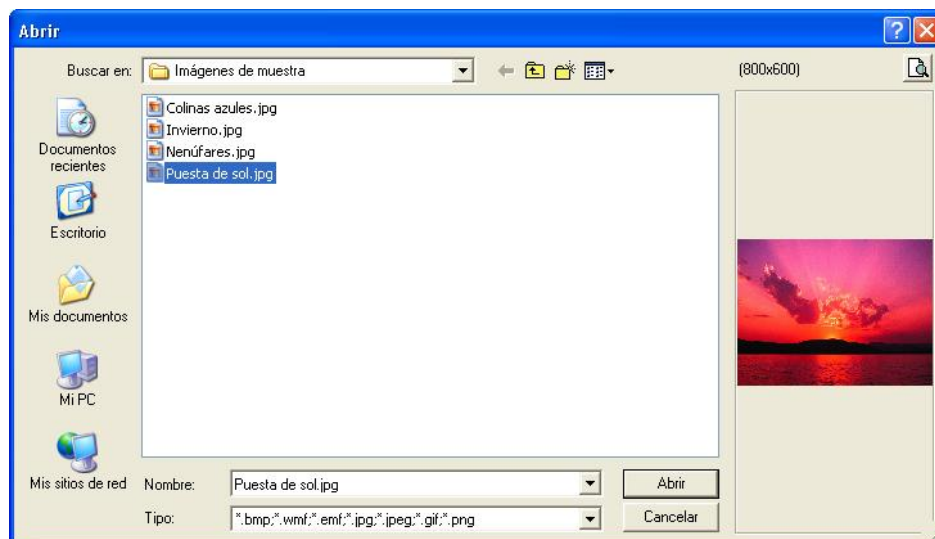 Abrir
Buscar en: Imágenes de muestra (800x600)
Colinas azules.jpg
Invierno.jpg
Nenúfares.jpg
Puesta de sol.jpg
Documentos
recientes
Escritorio
Mis documentos
Mi PC
Mis sitios de red
Nombre: Puesta de sol.jpg Abrir
Tipo: *.bmp;*.wmf;*.emf;*.jpg;*.jpeg;*.gif;*.png Cancelar